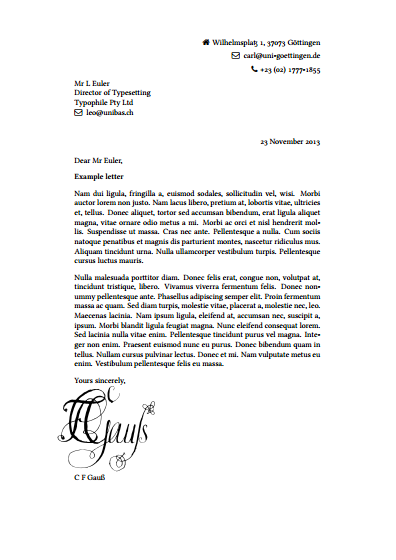 Wilhelmsplatz 1, 37073 Göttingen
carl@uni-goettingen.de
+23 (02) 1777-1855
Mr L Euler
Director of Typesetting
Typophile Pty Ltd
leo@unibas.ch
23 November 2013
Dear Mr Euler,
Example letter
Nam dui ligula, fringilla a, euismod sodales, sollicitudin vel, wisi. Morbi
auctor lorem non justo. Nam lacus libero, pretium at, lobortis vitae, ultricies
et, tellus. Donec aliquet, tortor sed accumsan bibendum, erat ligula aliquet
magna, vitae ornare odio metus a mi. Morbi ac orci et nisl hendrerit mol-
lis. Suspendisse ut massa. Cras nec ante. Pellentesque a nulla. Cum sociis
natoque penatibus et magnis dis parturient montes, nascetur ridiculus mus.
Aliquam tincidunt urna. Nulla ullamcorper vestibulum turpis. Pellentesque
cursus luctus mauris.
Nulla malesuada porttitor diam. Donec felis erat, congue non, volutpat at,
tincidunt tristique, libero. Vivamus viverra fermentum felis. Donec non-
ummy pellentesque ante. Phasellus adipiscing semper elit. Proin fermentum
massa ac quam. Sed diam turpis, molestie vitae, placerat a, molestie nec, leo.
Maecenas lacinia. Nam ipsum ligula, eleifend at, accumsan nec, suscipit a,
ipsum. Morbi blandit ligula feugiat magna. Nunc eleifend consequat lorem.
Sed lacinia nulla vitae enim. Pellentesque tincidunt purus vel magna. Inte-
ger non enim. Praesent euismod nunc eu purus. Donec bibendum quam in
tellus. Nullam cursus pulvinar lectus. Donec et mi. Nam vulputate metus eu
enim. Vestibulum pellentesque felis eu massa.
Yours sincerely,
C F Gauß
C F Gauß